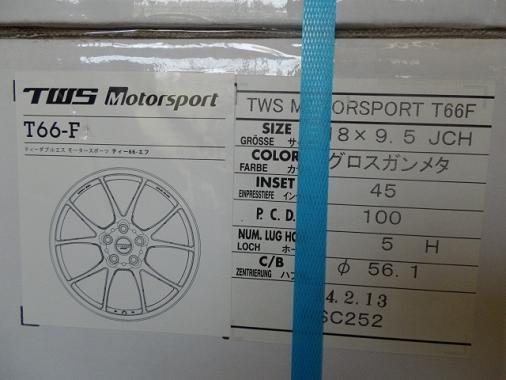 TWS Motorsport
T66-F
ティーダブルエス モータースポーツ ティー66-エフ
TWS MOTORSPORT T66F
SIZE 18×9.5 JCH
GRÖSSE
COLOR グロスガンメタ
FARBE
INSET 45
EINPRESSTIEFE
P.C.D. 100
NUM. LUG 5 H
LOCH
C/B φ 56.1
ZENTRIERUNG
4.2.13
SC252